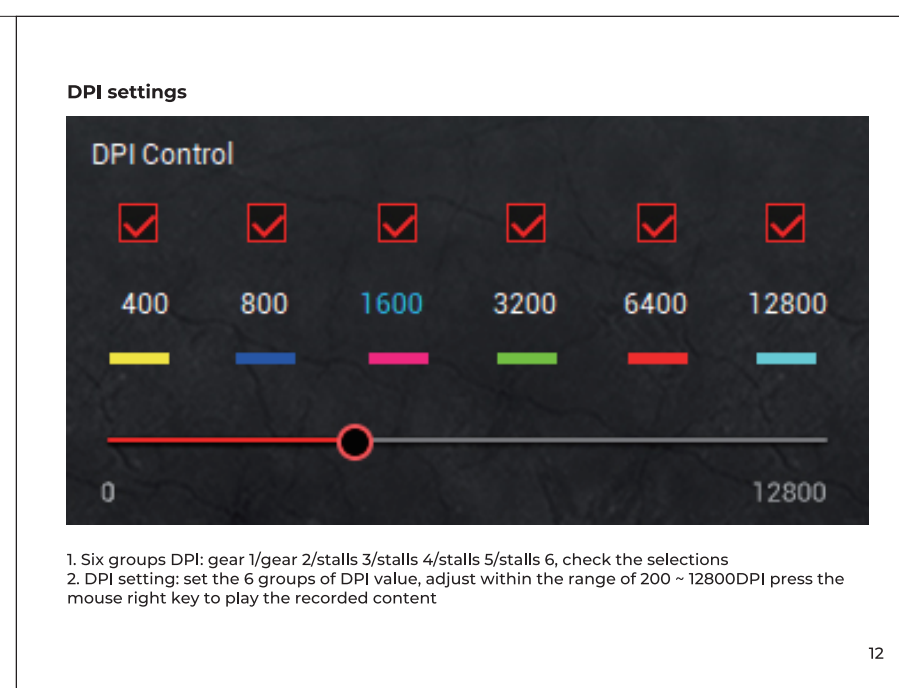 DPI settings
DPI Control
400 800 1600 3200 6400 12800
0 12800
1. Six groups DPI: gear 1/gear 2/stalls 3/stalls 4/stalls 5/stalls 6, check the selections
2. DPI setting: set the 6 groups of DPI value, adjust within the range of 200 ~ 12800DPI press the
mouse right key to play the recorded content
12